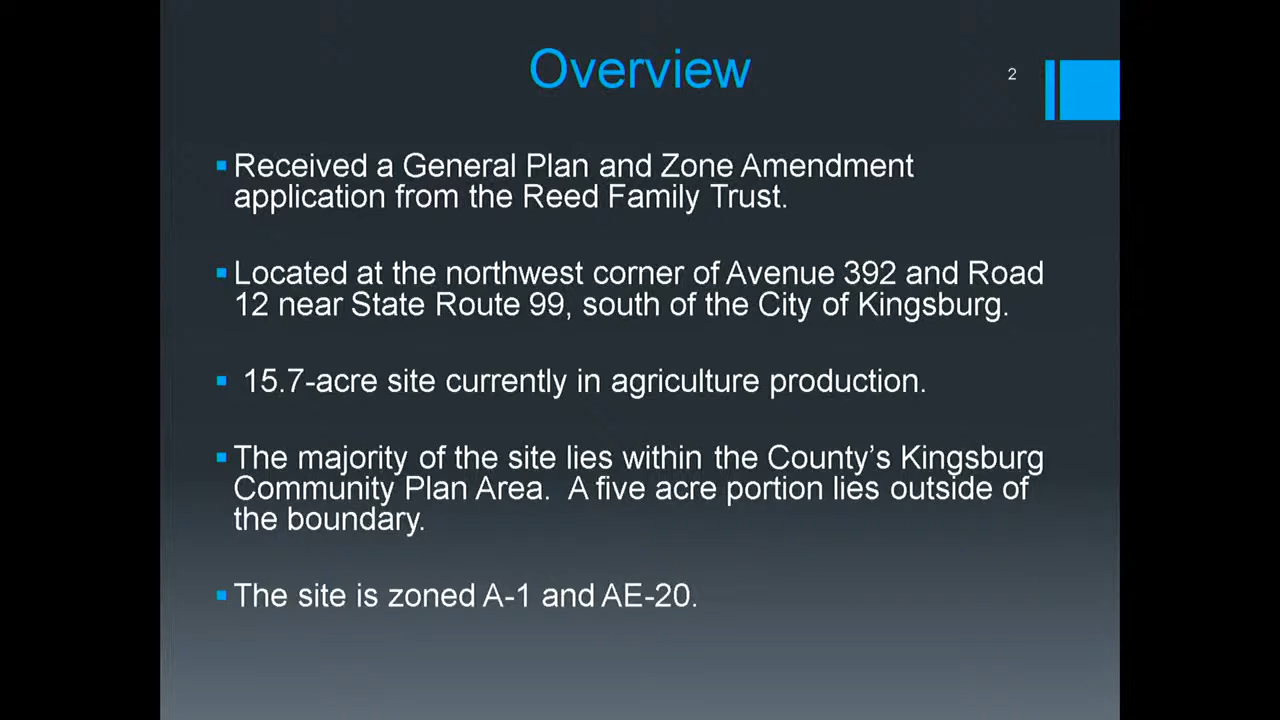 Overview
2
▪Received a General Plan and Zone Amendment
application from the Reed Family Trust.
▪Located at the northwest corner of Avenue 392 and Road
12 near State Route 99, south of the City of Kingsburg.
▪ 15.7-acre site currently in agriculture production.
▪The majority of the site lies within the County's Kingsburg
Community Plan Area.  A five acre portion lies outside of
the boundary.
▪The site is zoned A-1 and AE-20.